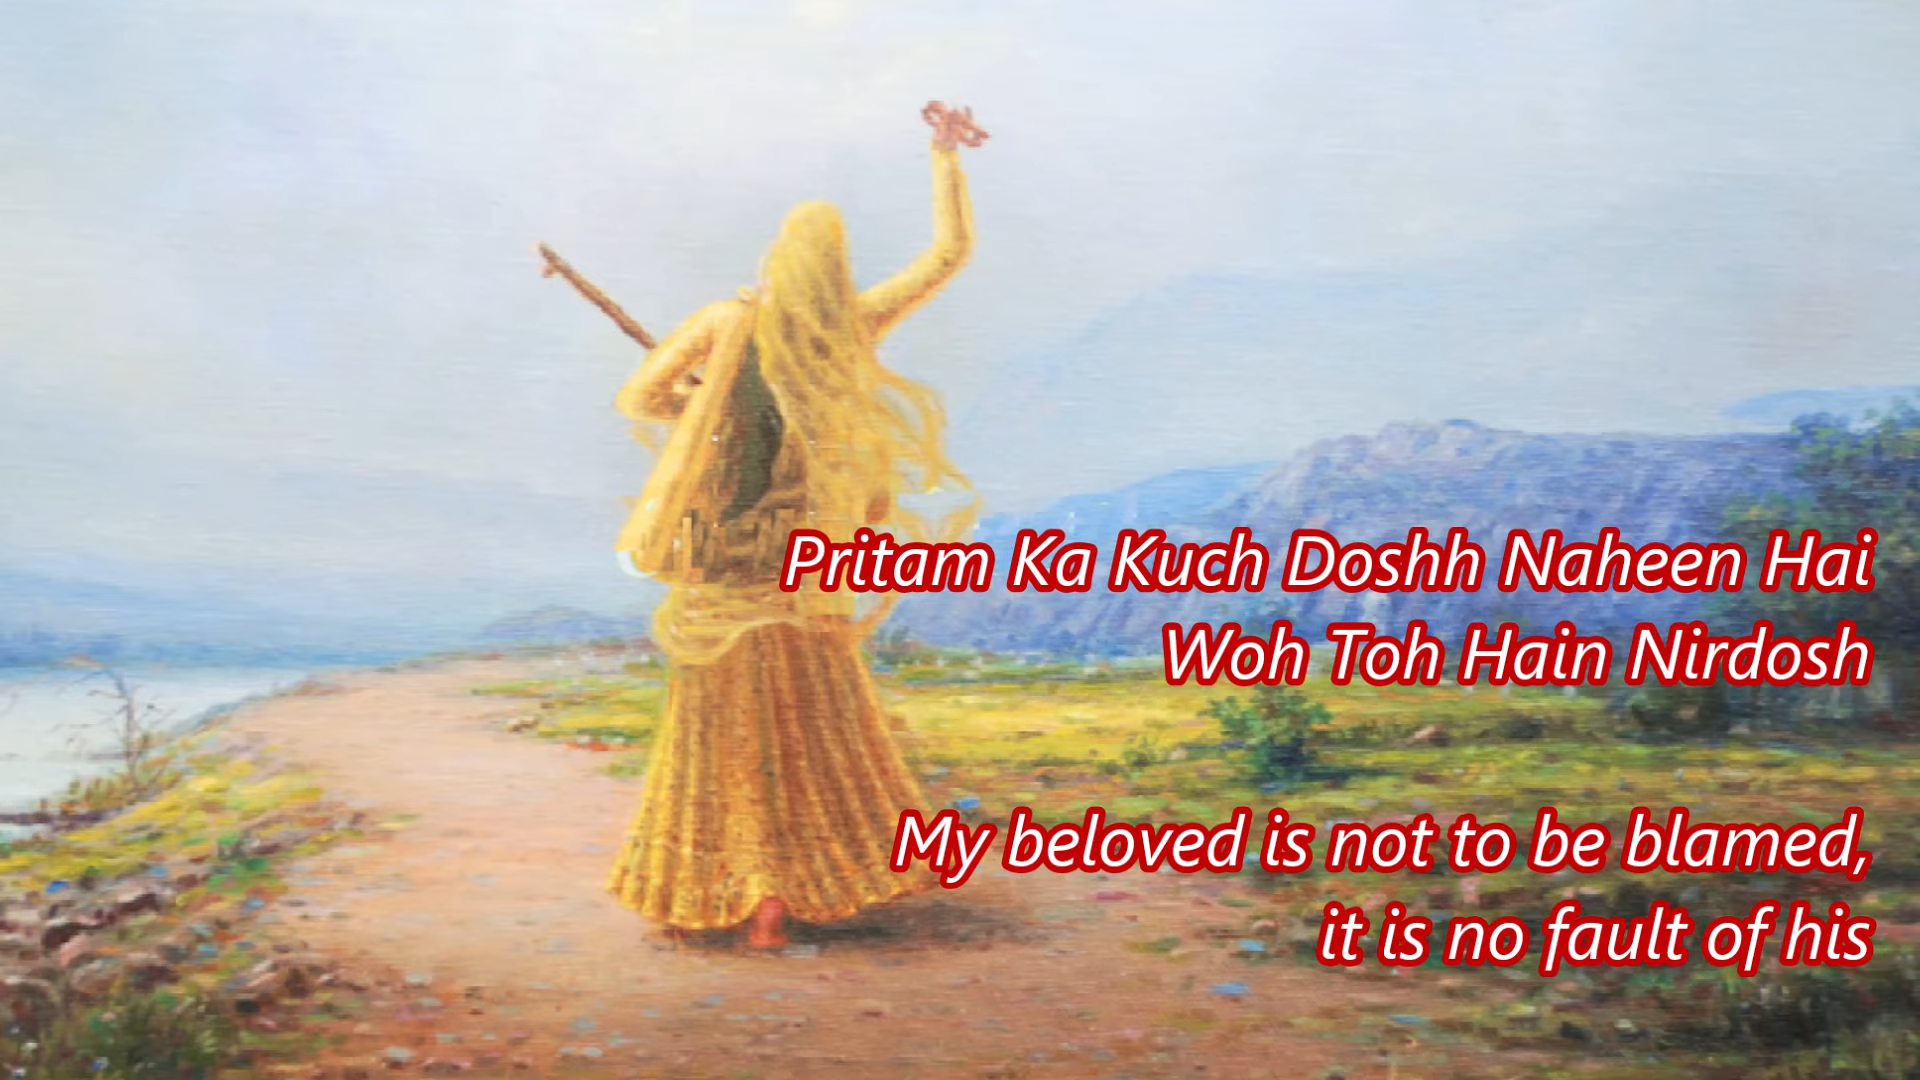 Pritam Ka Kuch Doshh Naheen Hai
Woh Toh Hain Nirdosh
My beloved is not to be blamed,
it is no fault of his